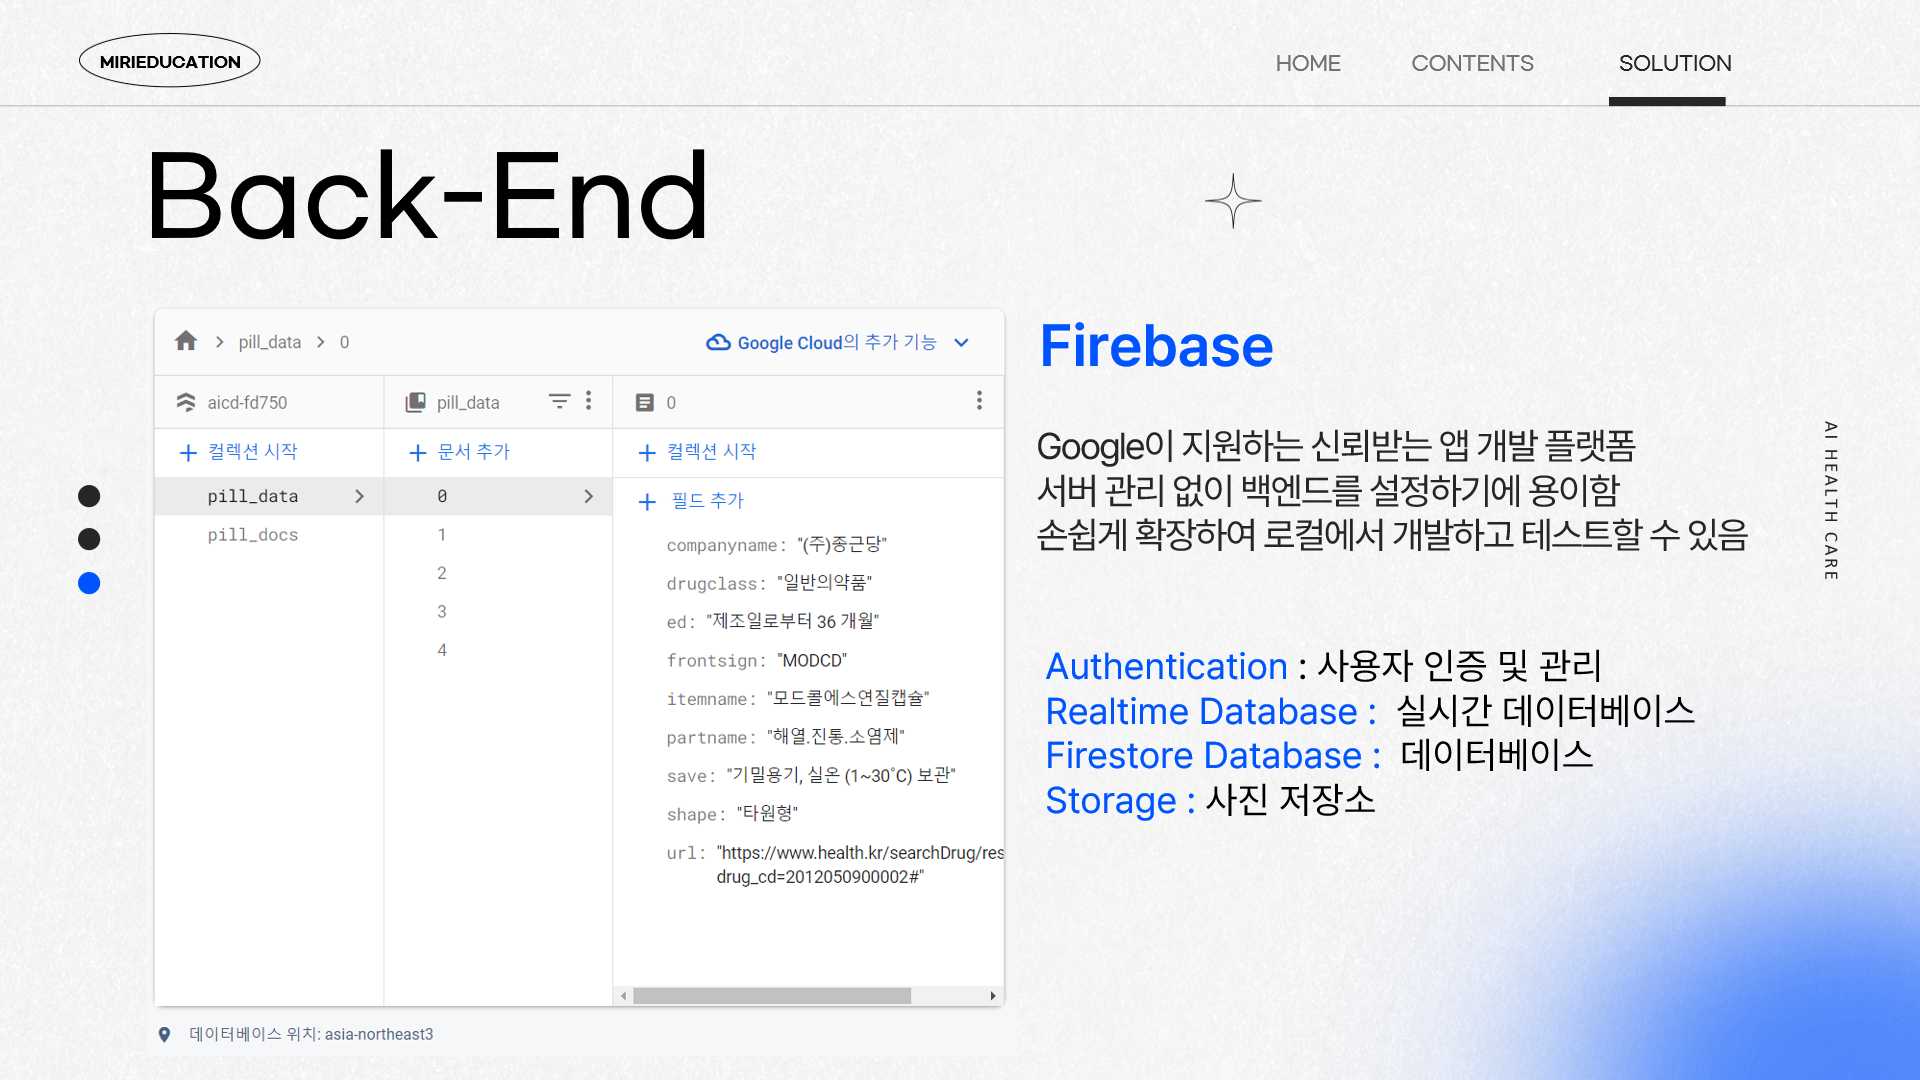 MIRIEDUCATION
HOME
CONTENTS
SOLUTION
Back-End
pill_data
0
Google Cloud의 추가 기능
aicd-fd750
pill_data
0
컬렉션 시작
문서 추가
컬렉션 시작
pill_data
pill_docs
0
1
2
3
4
필드 추가
companyname: "(주)종근당"
drugclass: "일반의약품"
ed: "제조일로부터 36 개월"
frontsign: "MODCD"
itemname: "모드콜에스연질캡슐"
partname: "해열.진통.소염제"
save: "기밀용기, 실온 (1~30˚C) 보관"
shape: "타원형"
url: "https://www.health.kr/searchDrug/res
drug_cd=2012050900002#"
데이터베이스 위치: asia-northeast3
Firebase
Google이 지원하는 신뢰받는 앱 개발 플랫폼
서버 관리 없이 백엔드를 설정하기에 용이함
손쉽게 확장하여 로컬에서 개발하고 테스트할 수 있음
Authentication : 사용자 인증 및 관리
Realtime Database : 실시간 데이터베이스
Firestore Database : 데이터베이스
Storage : 사진 저장소
AI HEALTH CARE